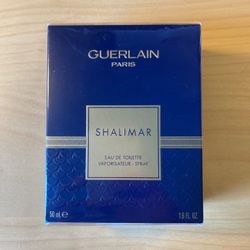 GUERLAIN
PARIS
SHALIMAR
EAU DE TOILETTE
VAPORISATEUR - SPRAY
50 mL ℮
1.6 FL. OZ